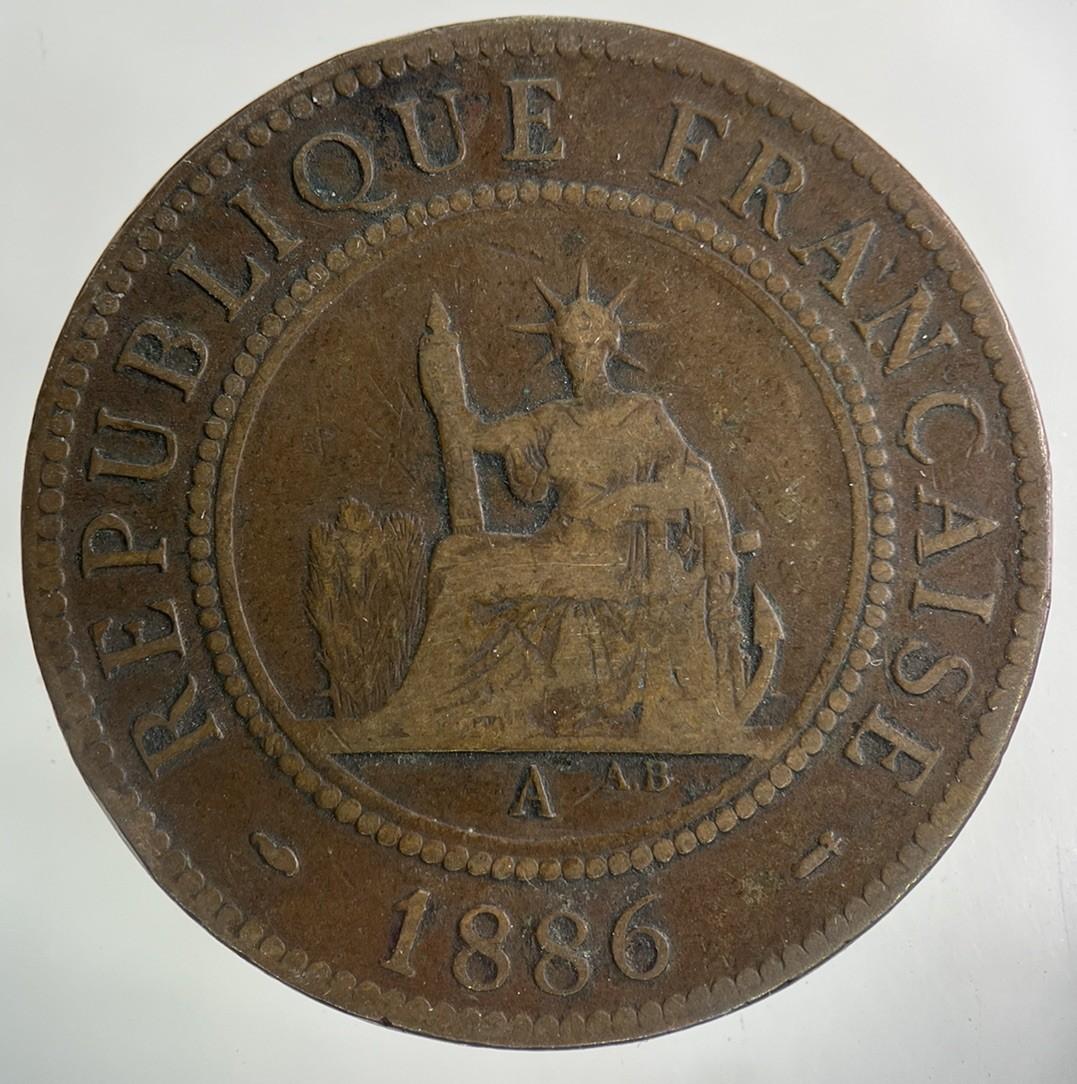 REPUBLIQUE FRANÇAISE
A A.B
1886